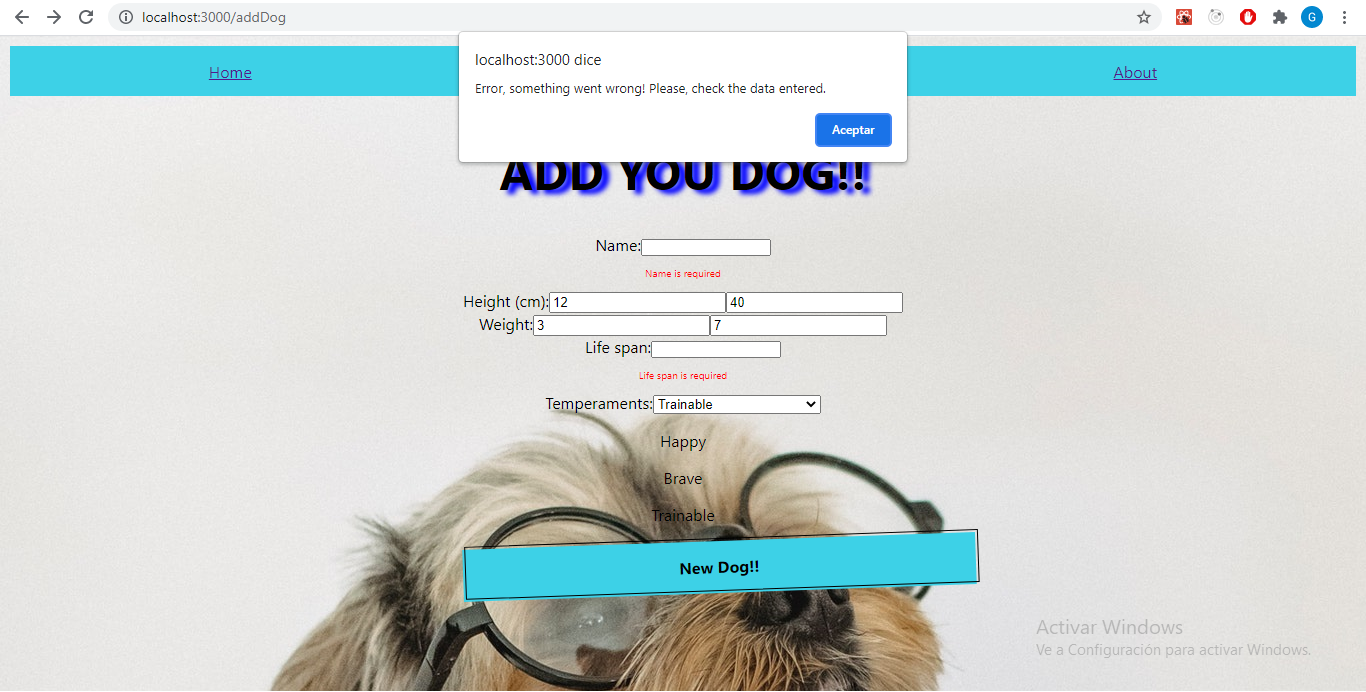 localhost:3000/addDog
G
Home
About
localhost:3000 dice
Error, something went wrong! Please, check the data entered.
Aceptar
ADD YOU DOG!!
Name:
Name is required
Height (cm): 12 40
Weight: 3 7
Life span:
Life span is required
Temperaments: Trainable
Happy
Brave
Trainable
New Dog!!
Activar Windows
Ve a Configuración para activar Windows.